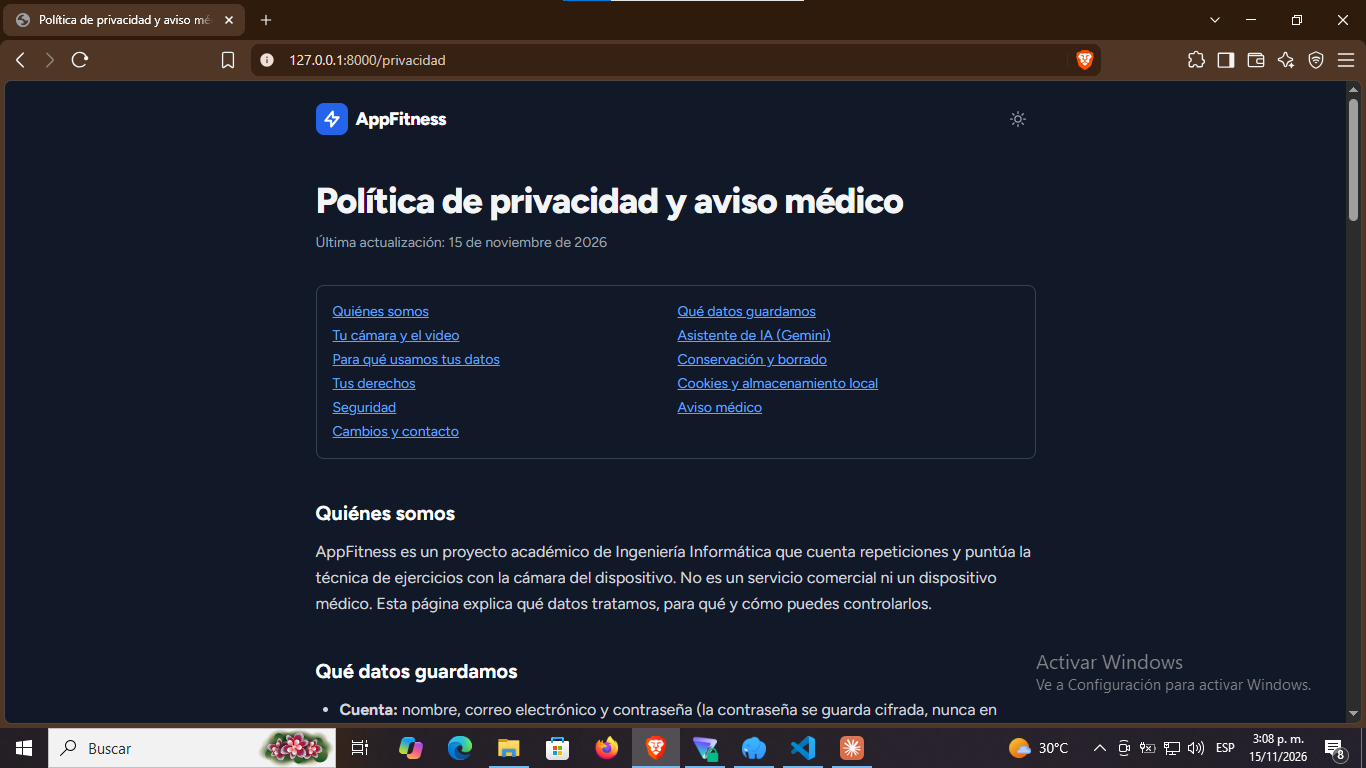 Política de privacidad y aviso mé
127.0.0.1:8000/privacidad
AppFitness
Política de privacidad y aviso médico
Última actualización: 15 de noviembre de 2026
Quiénes somos
Qué datos guardamos
Tu cámara y el video
Asistente de IA (Gemini)
Para qué usamos tus datos
Conservación y borrado
Tus derechos
Cookies y almacenamiento local
Seguridad
Aviso médico
Cambios y contacto
Quiénes somos
AppFitness es un proyecto académico de Ingeniería Informática que cuenta repeticiones y puntúa la
técnica de ejercicios con la cámara del dispositivo. No es un servicio comercial ni un dispositivo
médico. Esta página explica qué datos tratamos, para qué y cómo puedes controlarlos.
Qué datos guardamos
• Cuenta: nombre, correo electrónico y contraseña (la contraseña se guarda cifrada, nunca en
Activar Windows
Ve a Configuración para activar Windows.
Buscar
30°C
ESP
3:08 p. m.
15/11/2026
8